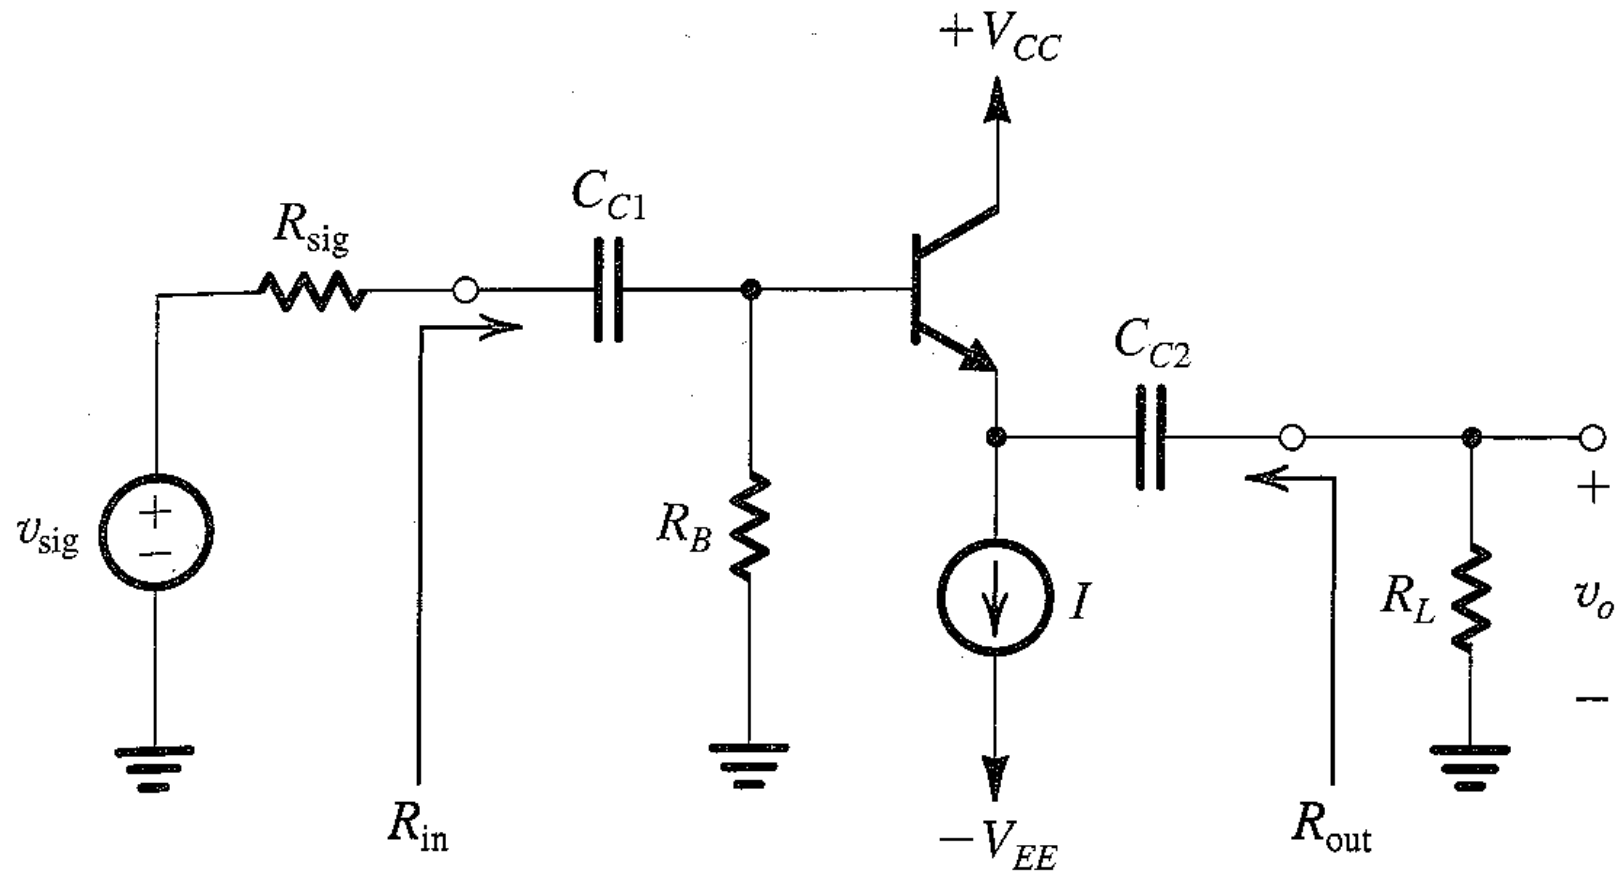 +V_CC
C_C1
R_sig
C_C2
+
−
v_sig
R_B
I
R_L
+
v_o
−
R_in
−V_EE
R_out